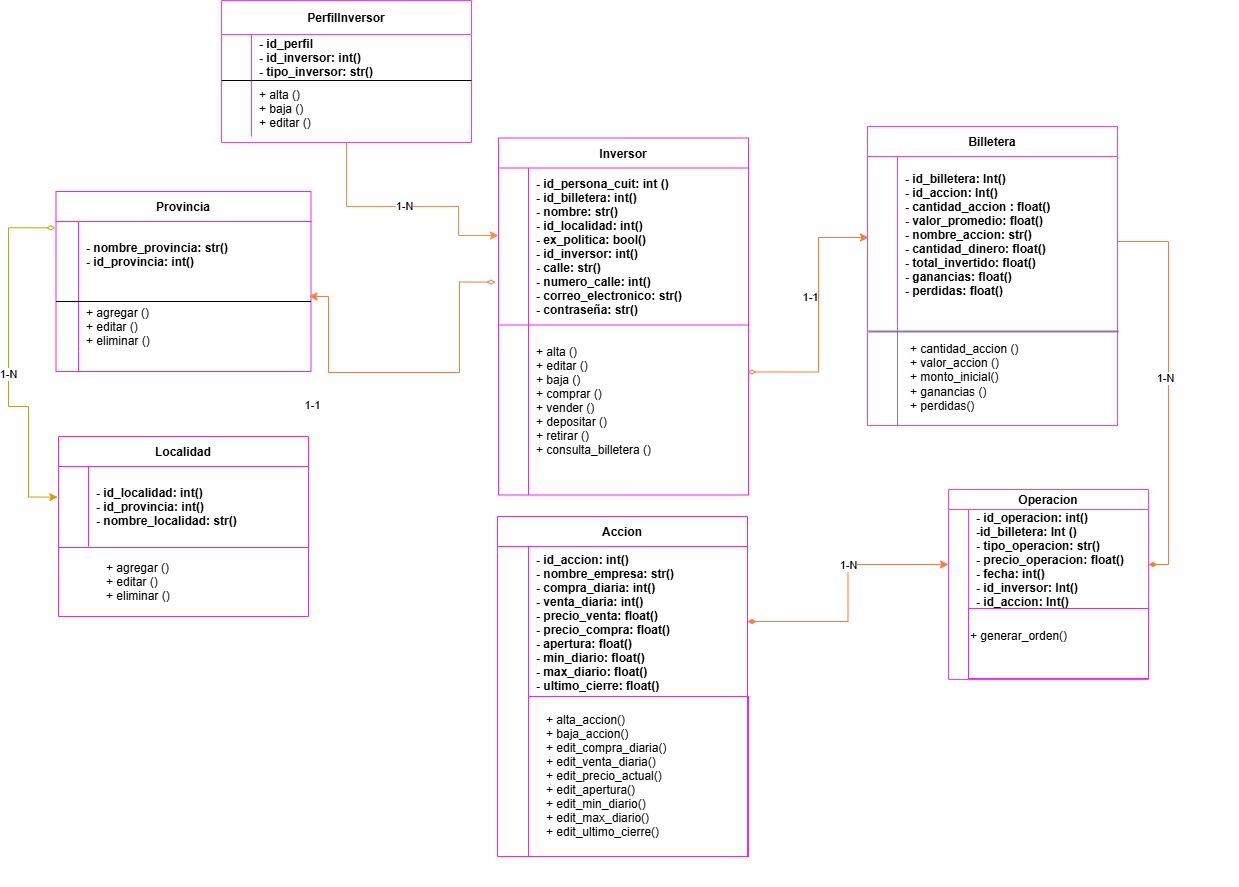 PerfilInversor
- id_perfil
- id_inversor: int()
- tipo_inversor: str()
+ alta ()
+ baja ()
+ editar ()
1-N
Provincia
- nombre_provincia: str()
- id_provincia: int()
+ agregar ()
+ editar ()
+ eliminar ()
1-N
1-1
Localidad
- id_localidad: int()
- id_provincia: int()
- nombre_localidad: str()
+ agregar ()
+ editar ()
+ eliminar ()
Inversor
- id_persona_cuit: int ()
- id_billetera: int()
- nombre: str()
- id_localidad: int()
- ex_politica: bool()
- id_inversor: int()
- calle: str()
- numero_calle: int()
- correo_electronico: str()
- contraseña: str()
+ alta ()
+ editar ()
+ baja ()
+ comprar ()
+ vender ()
+ depositar ()
+ retirar ()
+ consulta_billetera ()
1-1
Billetera
- id_billetera: Int()
- id_accion: Int()
- cantidad_accion : float()
- valor_promedio: float()
- nombre_accion: str()
- cantidad_dinero: float()
- total_invertido: float()
- ganancias: float()
- perdidas: float()
+ cantidad_accion ()
+ valor_accion ()
+ monto_inicial()
+ ganancias ()
+ perdidas()
1-N
Accion
- id_accion: int()
- nombre_empresa: str()
- compra_diaria: int()
- venta_diaria: int()
- precio_venta: float()
- precio_compra: float()
- apertura: float()
- min_diario: float()
- max_diario: float()
- ultimo_cierre: float()
+ alta_accion()
+ baja_accion()
+ edit_compra_diaria()
+ edit_venta_diaria()
+ edit_precio_actual()
+ edit_apertura()
+ edit_min_diario()
+ edit_max_diario()
+ edit_ultimo_cierre()
1-N
Operacion
- id_operacion: int()
-id_billetera: Int ()
- tipo_operacion: str()
- precio_operacion: float()
- fecha: int()
- id_inversor: Int()
- id_accion: Int()
+ generar_orden()